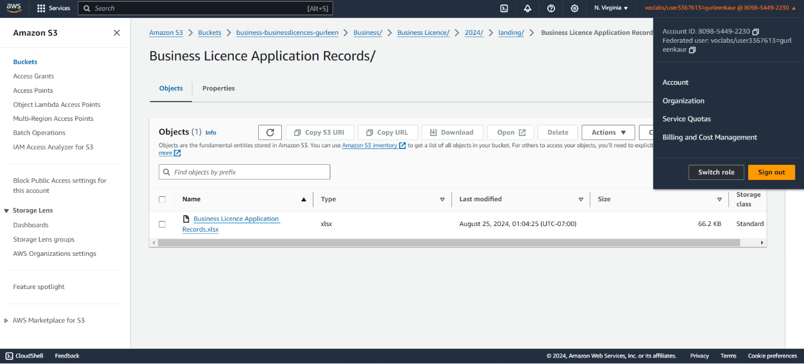 aws
Services
Search
[Alt+S]
N. Virginia
voclabs/user3367613=gurleenkaur @ 8098-5449-2230
Amazon S3
Buckets
Access Grants
Access Points
Object Lambda Access Points
Multi-Region Access Points
Batch Operations
IAM Access Analyzer for S3
Block Public Access settings for
this account
Storage Lens
Dashboards
Storage Lens groups
AWS Organizations settings
Feature spotlight
AWS Marketplace for S3
Amazon S3 > Buckets > business-businesslicences-gurleen > Business/ > Business Licence/ > 2024/ > landing/ > Business Licence Application Record
Business Licence Application Records/
Objects
Properties
Objects (1) Info
Copy S3 URI
Copy URL
Download
Open
Delete
Actions
C
Objects are the fundamental entities stored in Amazon S3. You can use Amazon S3 inventory to get a list of all objects in your bucket. For others to access your objects, you'll need to explicit
more
Find objects by prefix
Name
Type
Last modified
Size
Storage
class
Business Licence Application
Records.xlsx
xlsx
August 25, 2024, 01:04:25 (UTC-07:00)
66.2 KB
Standard
Account ID: 8098-5449-2230
Federated user: voclabs/user3367613=gurl
eenkaur
Account
Organization
Service Quotas
Billing and Cost Management
Switch role
Sign out
CloudShell
Feedback
© 2024, Amazon Web Services, Inc. or its affiliates.
Privacy
Terms
Cookie preferences